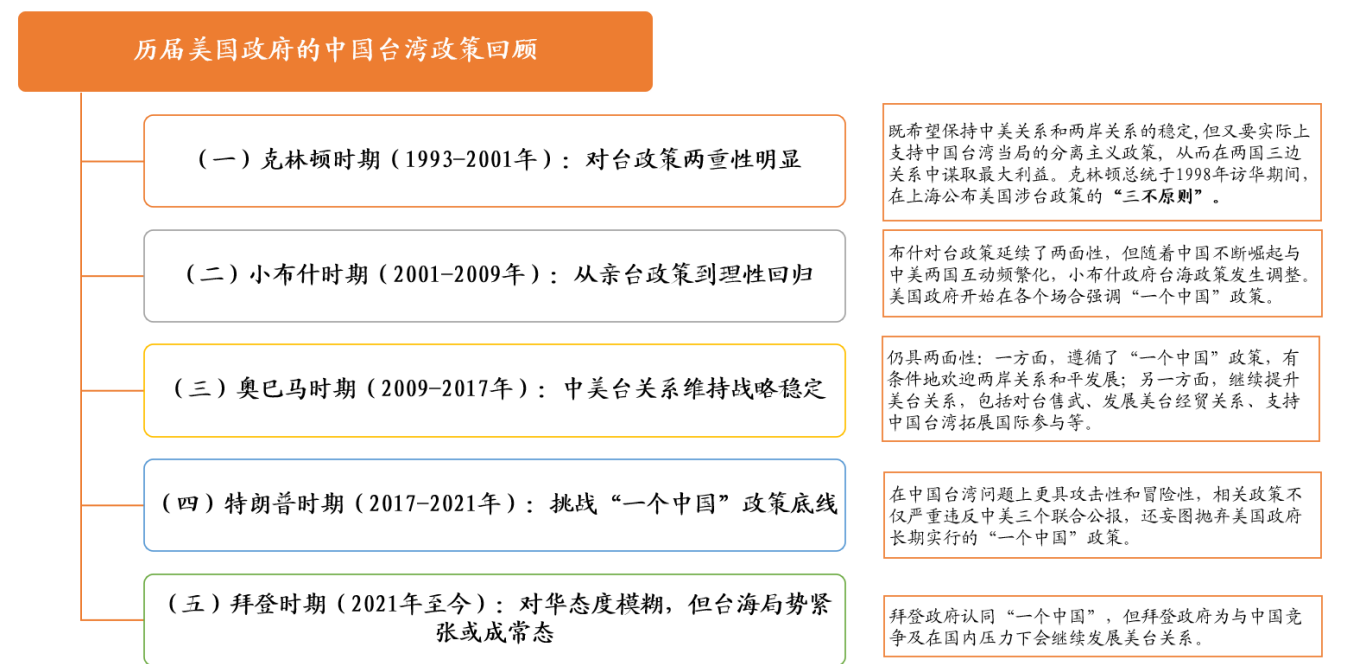 历届美国政府的中国台湾政策回顾
（一）克林顿时期（1993-2001年）：对台政策两重性明显
既希望保持中美关系和两岸关系的稳定,但又要实际上
支持中国台湾当局的分离主义政策，从而在两国三边
关系中谋取最大利益。克林顿总统于1998年访华期间，
在上海公布美国涉台政策的“三不原则”。
（二）小布什时期（2001-2009年）：从亲台政策到理性回归
布什对台政策延续了两面性，但随着中国不断崛起与
中美两国互动频繁化，小布什政府台海政策发生调整。
美国政府开始在各个场合强调“一个中国”政策。
（三）奥巴马时期（2009-2017年）：中美台关系维持战略稳定
仍具两面性：一方面，遵循了“一个中国”政策，有
条件地欢迎两岸关系和平发展；另一方面，继续提升
美台关系，包括对台售武、发展美台经贸关系、支持
中国台湾拓展国际参与等。
（四）特朗普时期（2017-2021年）：挑战“一个中国”政策底线
在中国台湾问题上更具攻击性和冒险性，相关政策不
仅严重违反中美三个联合公报，还妄图抛弃美国政府
长期实行的“一个中国”政策。
（五）拜登时期（2021年至今）：对华态度模糊，但台海局势紧
张或成常态
拜登政府认同“一个中国”，但拜登政府为与中国竞
争及在国内压力下会继续发展美台关系。